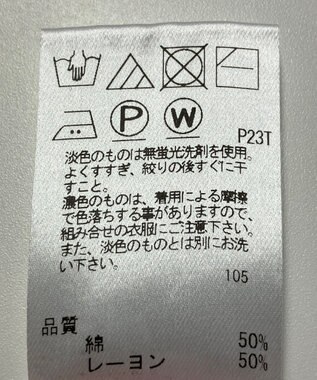 P W P23T
淡色のものは無蛍光洗剤を使用。
よくすすぎ、絞りの後すぐに干
すこと。
濃色のものは、着用による摩擦
で色落ちする事がありますので、
組み合せの衣服にご注意下さい。
また、淡色のものとは別にお洗
い下さい。
105
品質
綿 50%
レーヨン 50%